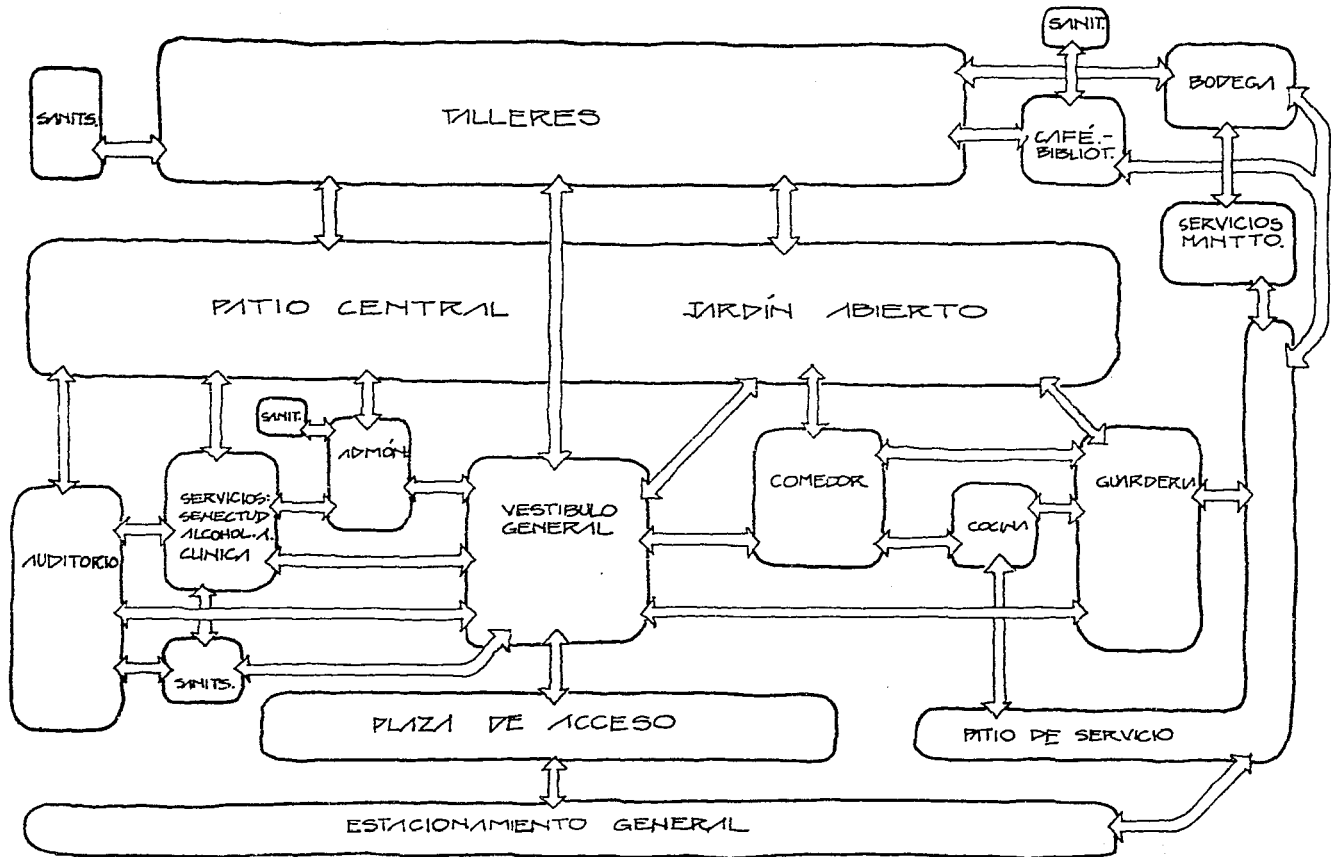 SANIT.
BODEGA
SANITS.
TALLERES
CAFÉ.-
BIBLIOT.
SERVICIOS
MANTTO.
PATIO CENTRAL
JARDÍN ABIERTO
SANIT.
ADMÓN.
COMEDOR
GUARDERIA
SERVICIOS:
SENECTUD
ALCOHOL. A.
CLINICA
VESTIBULO
GENERAL
COCINA
AUDITORIO
SANITS.
PLAZA DE ACCESO
PATIO DE SERVICIO
ESTACIONAMIENTO GENERAL